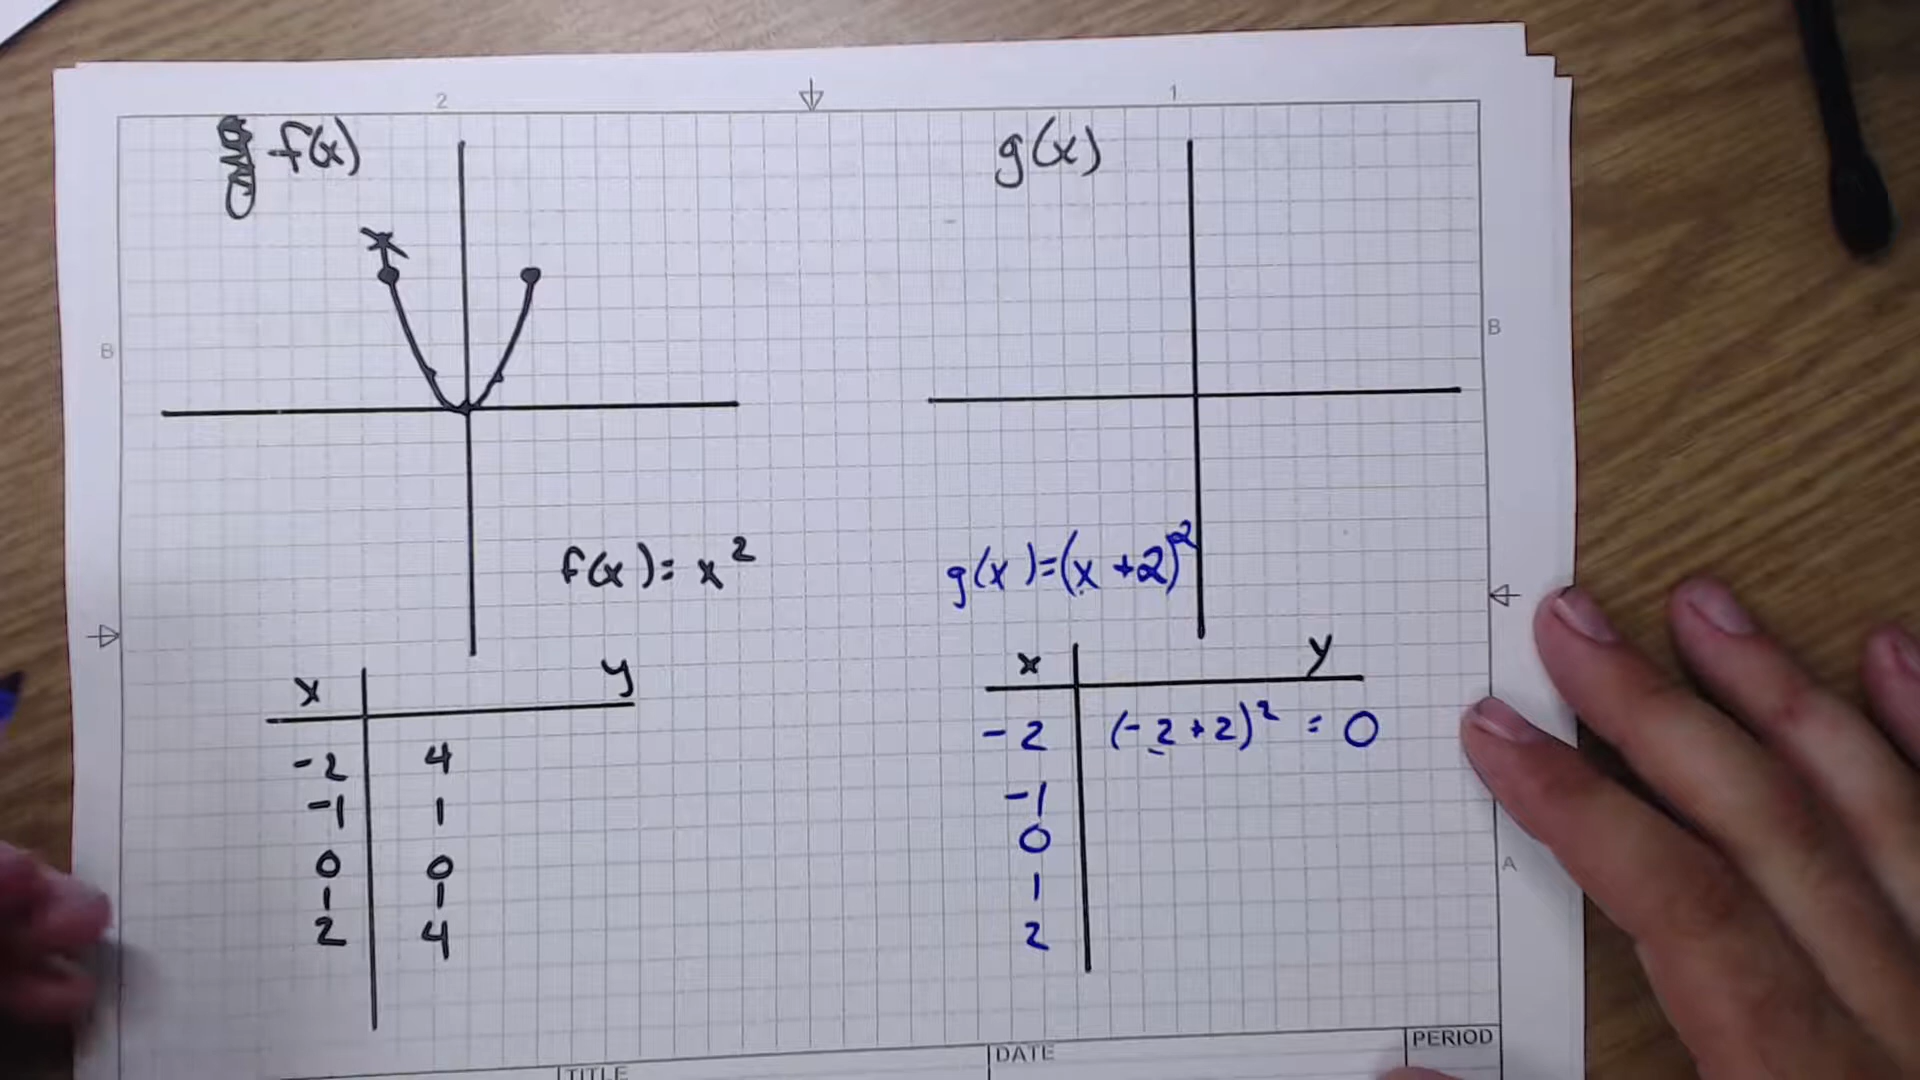 2 1
f(x) g(x)
B B
f(x) = x²
g(x) = (x + 2)²
x y
-2 4
-1 1
0 0
1 1
2 4
x y
-2 (-2 + 2)² = 0
-1
0
1
2
A
TITLE DATE PERIOD